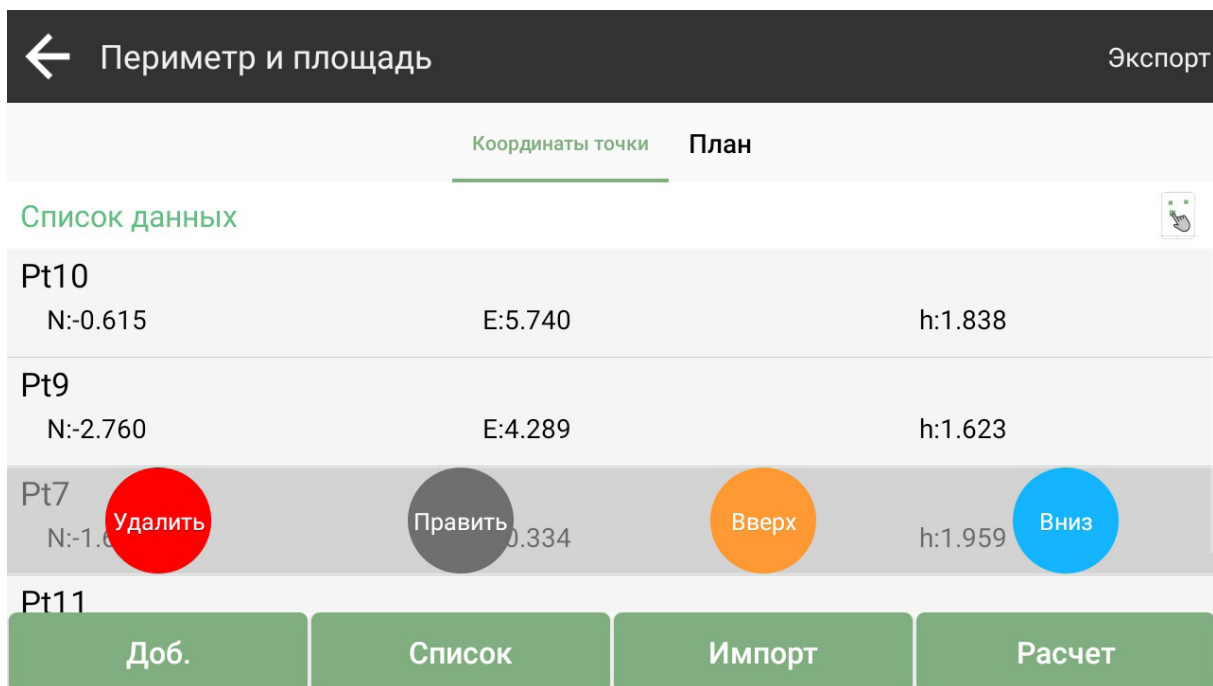 Периметр и площадь
Экспорт
Координаты точки План
Список данных
Pt10
N:-0.615 E:5.740 h:1.838
Pt9
N:-2.760 E:4.289 h:1.623
Pt7
Удалить Править Вверх Вниз
h:1.959
Pt11
Доб. Список Импорт Расчет